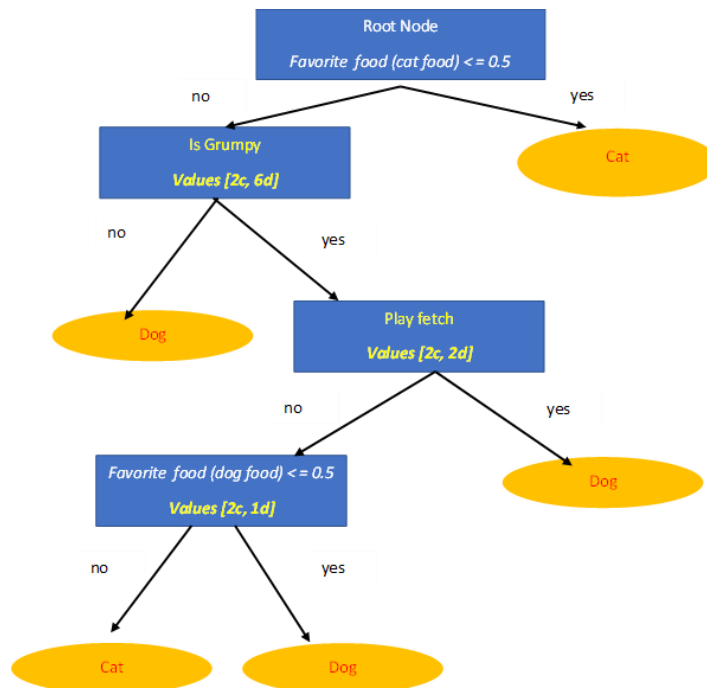 Root Node
Favorite food (cat food) < = 0.5
no
yes
Is Grumpy
Values [2c, 6d]
Cat
no
yes
Dog
Play fetch
Values [2c, 2d]
no
yes
Favorite food (dog food) < = 0.5
Values [2c, 1d]
Dog
no
yes
Cat
Dog